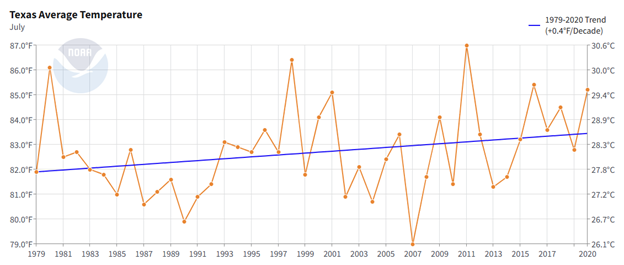 Texas Average Temperature
July
1979-2020 Trend
(+0.4°F/Decade)
NOAA
87.0°F 30.6°C
86.0°F 30.0°C
85.0°F 29.4°C
84.0°F 28.9°C
83.0°F 28.3°C
82.0°F 27.8°C
81.0°F 27.2°C
80.0°F 26.7°C
79.0°F 26.1°C
1979 1981 1983 1985 1987 1989 1991 1993 1995 1997 1999 2001 2003 2005 2007 2009 2011 2013 2015 2017 2020